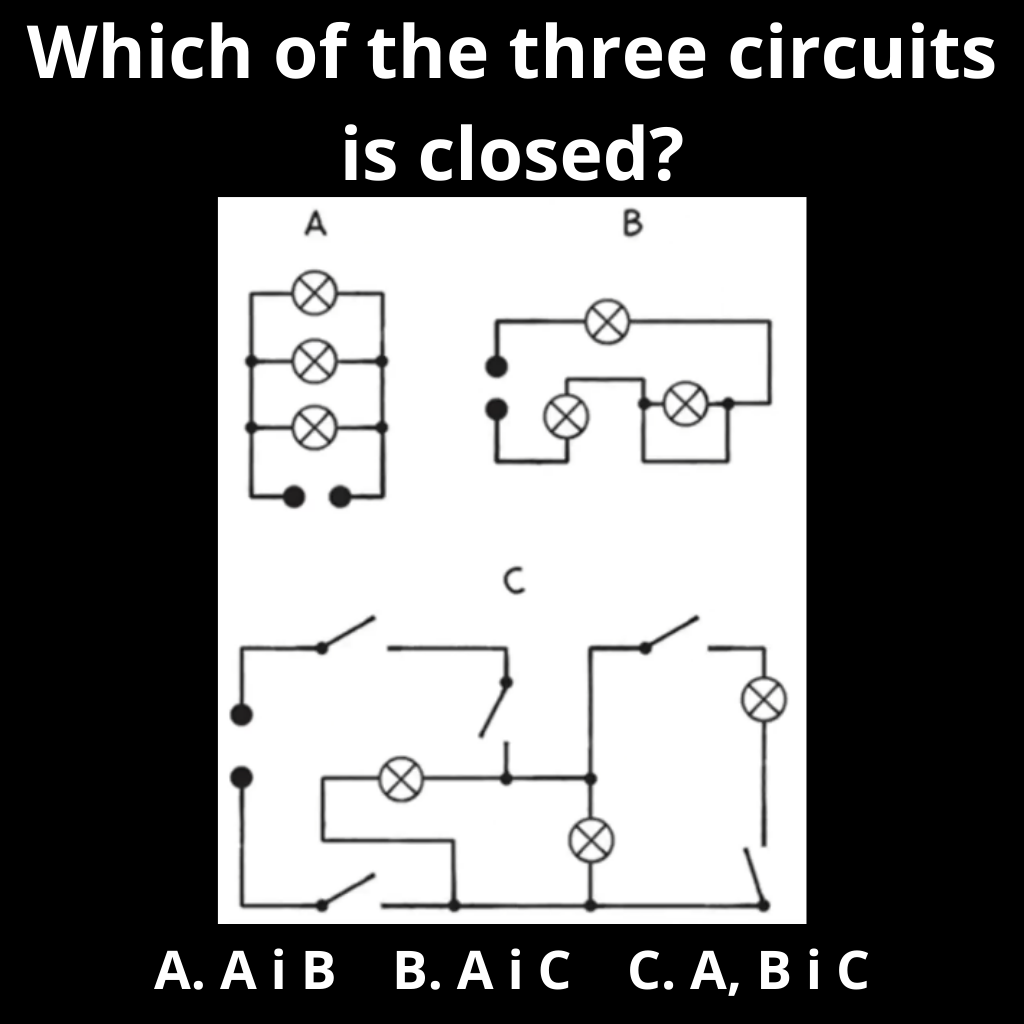 Which of the three circuits
is closed?
A
B
C
A. A i B B. A i C C. A, B i C